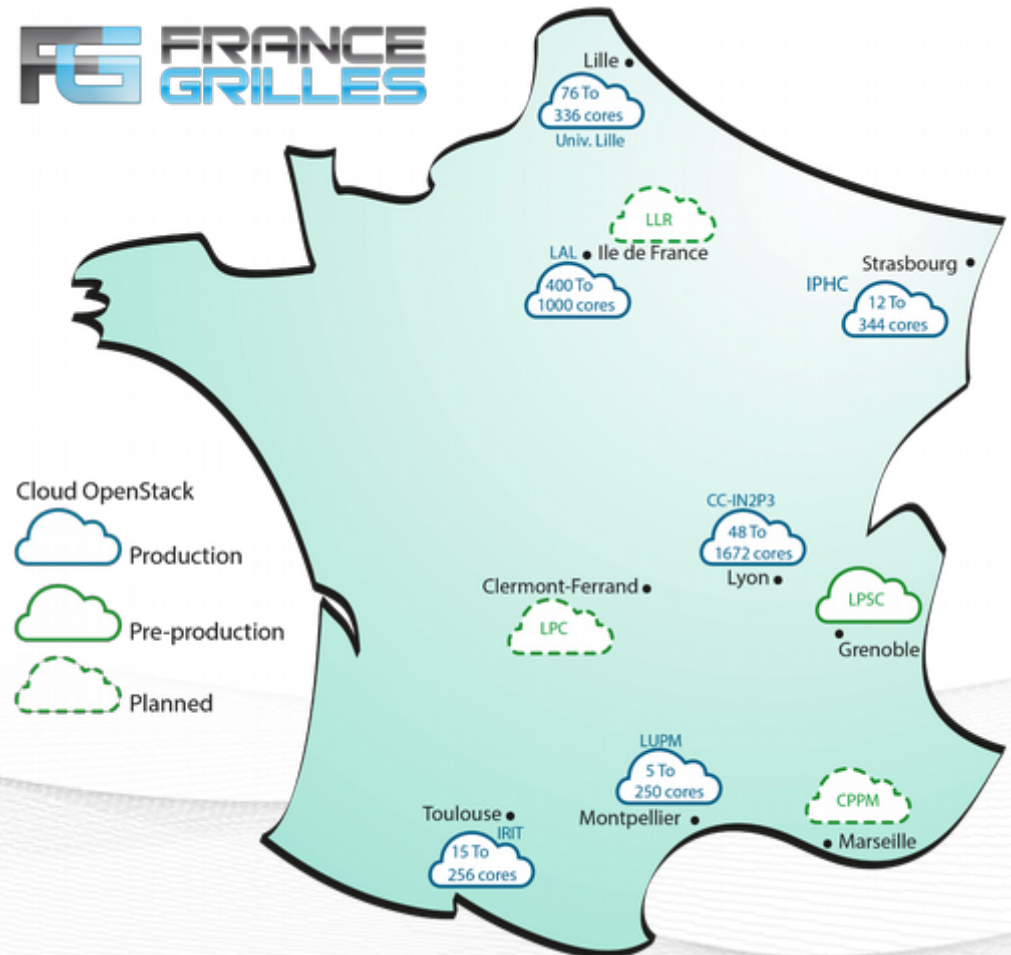 FG FRANCE
GRILLES
Lille
76 To
336 cores
Univ. Lille
LLR
LAL
Ile de France
400 To
1000 cores
Strasbourg
IPHC
12 To
344 cores
Cloud OpenStack
Production
Pre-production
Planned
CC-IN2P3
48 To
1672 cores
Lyon
Clermont-Ferrand
LPC
LPSC
Grenoble
LUPM
5 To
250 cores
Montpellier
CPPM
Marseille
Toulouse
IRIT
15 To
256 cores